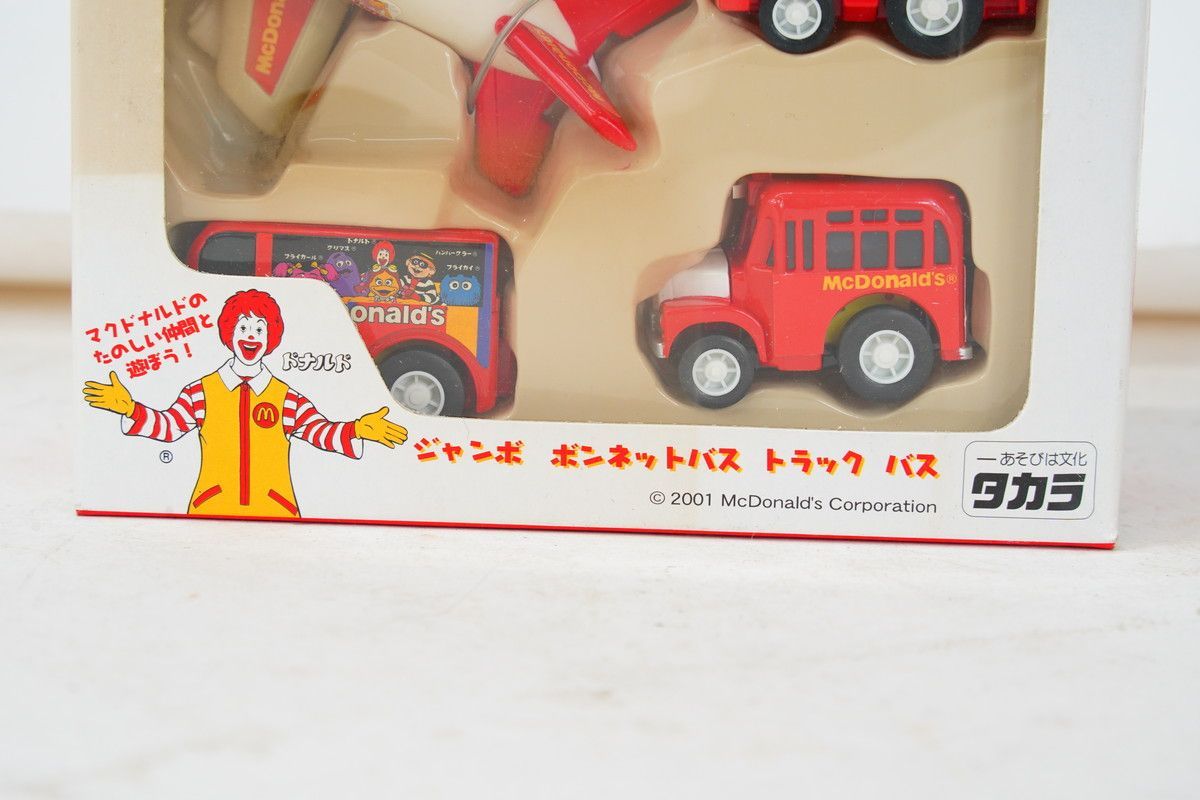 McDona
McDonald's
トナルド
グリマス®
ハンバーグラー®
フライガール®
フライガイ®
onald's
McDonald's®
マクドナルドの
たのしい仲間と
遊ぼう!
ドナルド
®
ジャンボ ボンネットバス トラック バス
© 2001 McDonald's Corporation
—あそびは文化
タカラ